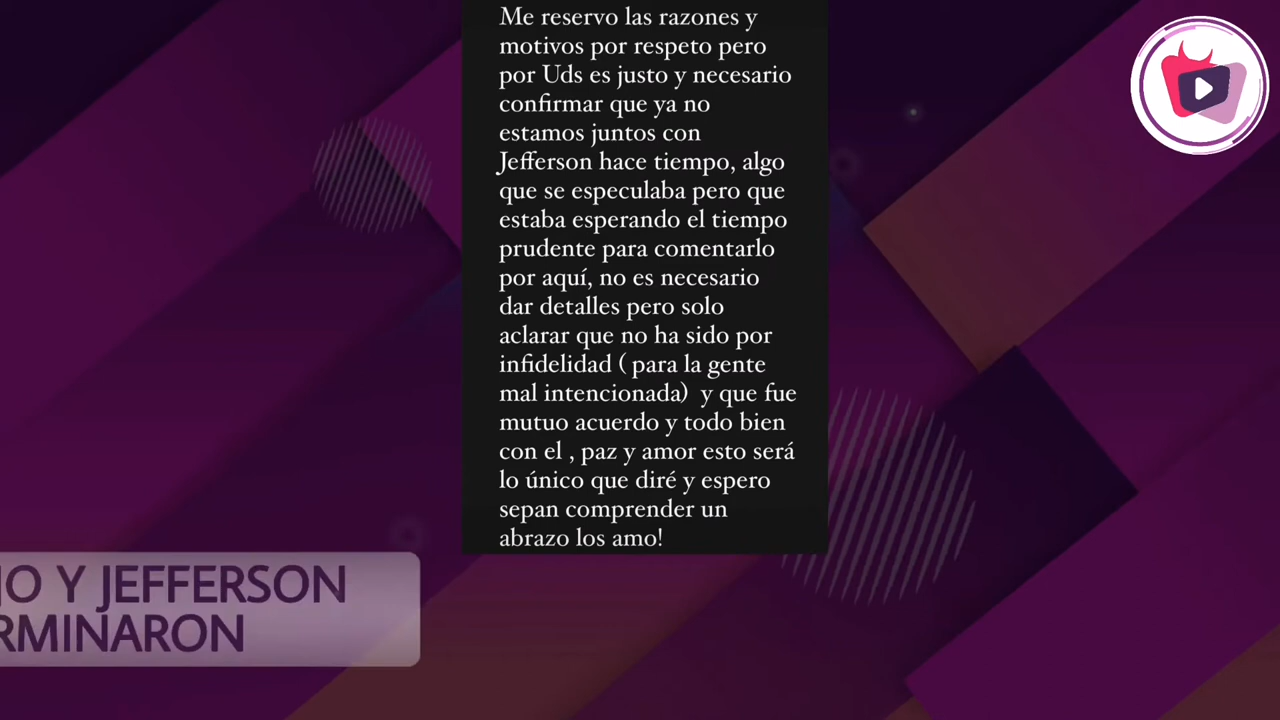 Me reservo las razones y
motivos por respeto pero
por Uds es justo y necesario
confirmar que ya no
estamos juntos con
Jefferson hace tiempo, algo
que se especulaba pero que
estaba esperando el tiempo
prudente para comentarlo
por aquí, no es necesario
dar detalles pero solo
aclarar que no ha sido por
infidelidad ( para la gente
mal intencionada)  y que fue
mutuo acuerdo y todo bien
con el , paz y amor esto será
lo único que diré y espero
sepan comprender un
abrazo los amo!
JO Y JEFFERSON
RMINARON